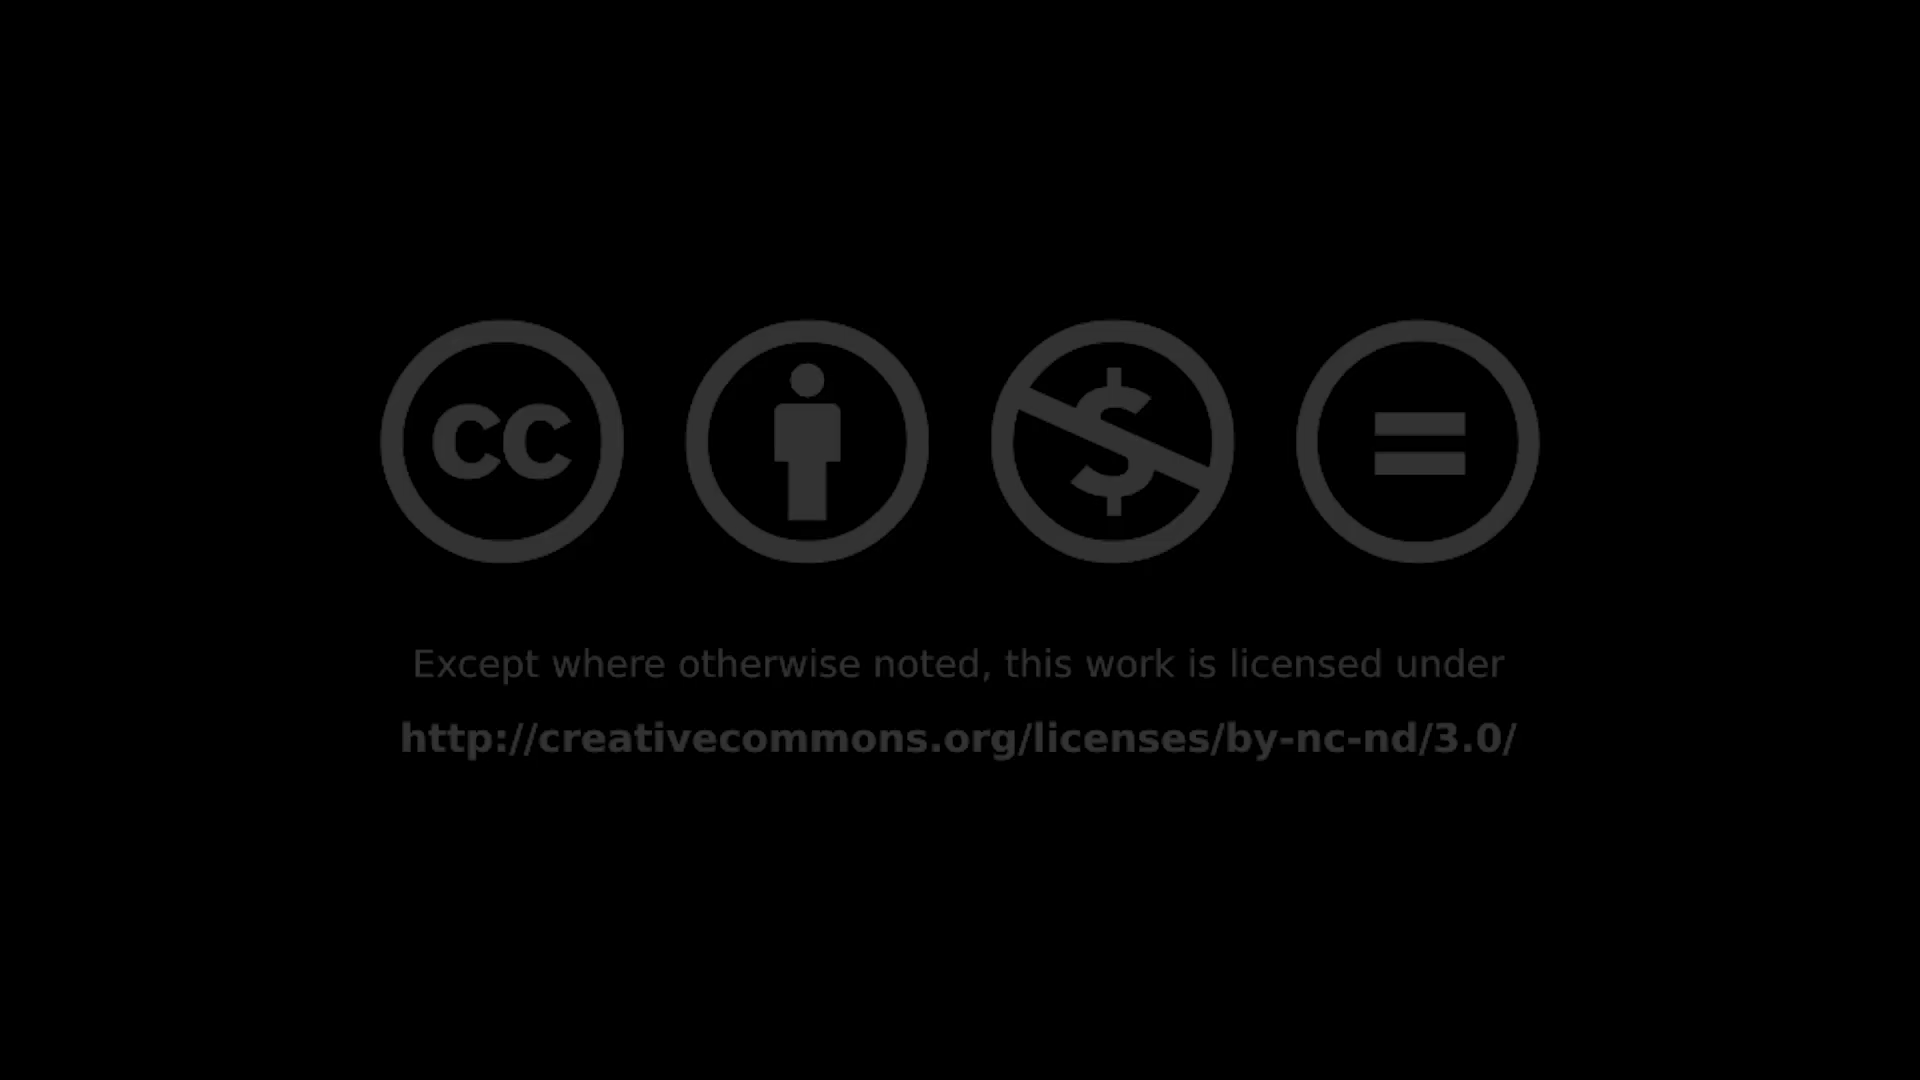 cc
$
=
Except where otherwise noted, this work is licensed under
http://creativecommons.org/licenses/by-nc-nd/3.0/